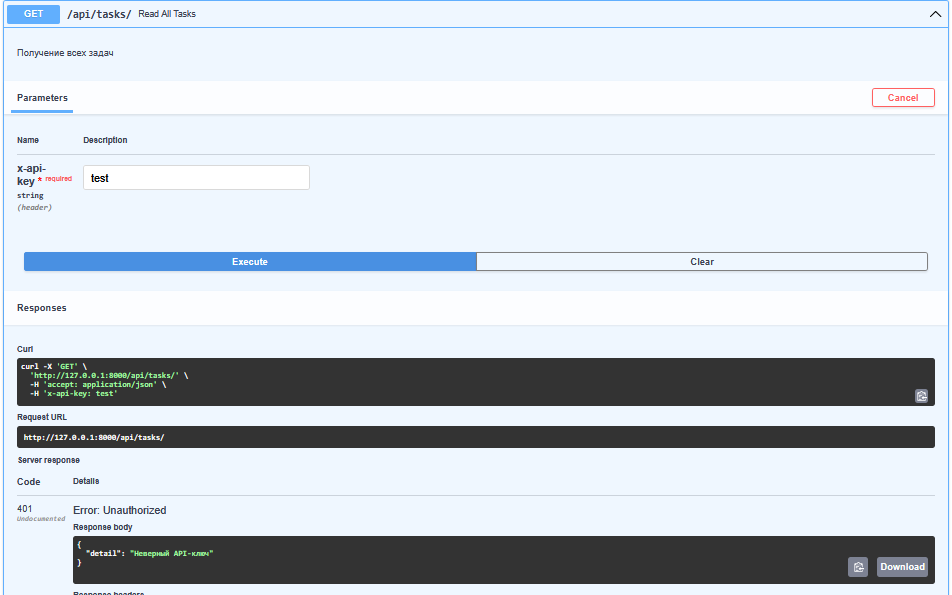 GET /api/tasks/ Read All Tasks
Получение всех задач
Parameters Cancel
Name Description
x-api-
key * required
test
string
(header)
Execute Clear
Responses
Curl
curl -X 'GET' \
'http://127.0.0.1:8000/api/tasks/' \
-H 'accept: application/json' \
-H 'x-api-key: test'
Request URL
http://127.0.0.1:8000/api/tasks/
Server response
Code Details
401 Error: Unauthorized
Undocumented
Response body
{
"detail": "Неверный API-ключ"
}
Download
Response headers